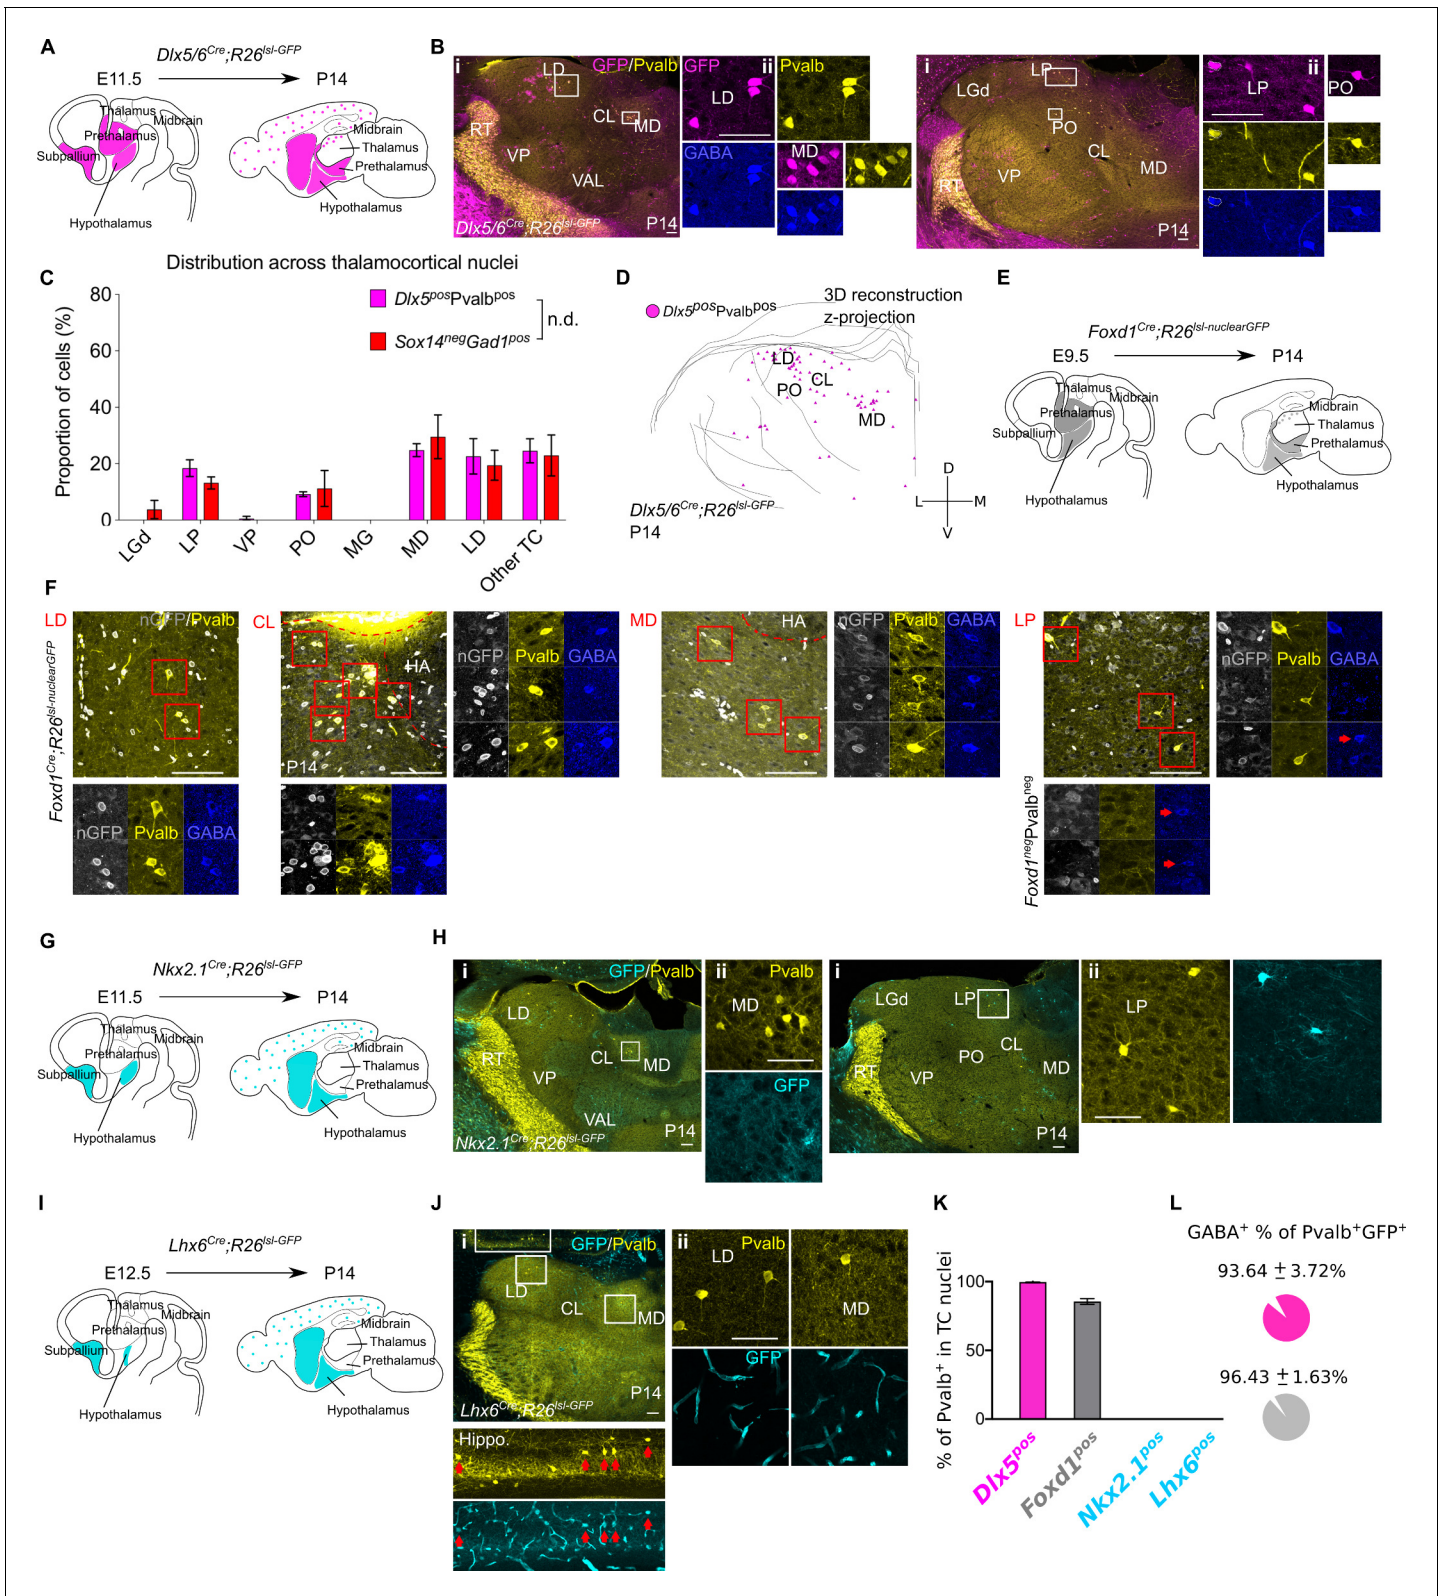 A
Dlx5/6Cre;R26lsl-GFP
E11.5
P14
Thalamus
Midbrain
Prethalamus
Subpallium
Hypothalamus
Midbrain
Thalamus
Prethalamus
Hypothalamus
B
i
LD
GFP/Pvalb
CL
MD
RT
VP
VAL
P14
Dlx5/6Cre;R26lsl-GFP
GFP
ii
LD
Pvalb
GABA
MD
i
LP
LGd
PO
CL
RT
VP
MD
P14
ii
LP
PO
C
Distribution across thalamocortical nuclei
Dlx5posPvalbpos
Sox14negGad1pos
n.d.
Proportion of cells (%)
80
60
40
20
0
LGd
LP
VP
PO
MG
MD
LD
Other TC
D
Dlx5posPvalbpos
3D reconstruction
z-projection
LD
CL
PO
MD
Dlx5/6Cre;R26lsl-GFP
P14
D
L
M
V
E
Foxd1Cre;R26lsl-nuclearGFP
E9.5
P14
Thalamus
Midbrain
Prethalamus
Subpallium
Hypothalamus
Midbrain
Thalamus
Prethalamus
Hypothalamus
F
Foxd1Cre;R26lsl-nuclearGFP
LD
nGFP/Pvalb
nGFP
Pvalb
GABA
CL
HA
P14
nGFP
Pvalb
GABA
MD
HA
nGFP
Pvalb
GABA
LP
nGFP
Pvalb
GABA
Foxd1negPvalbneg
G
Nkx2.1Cre;R26lsl-GFP
E11.5
P14
Thalamus
Midbrain
Prethalamus
Subpallium
Hypothalamus
Midbrain
Thalamus
Prethalamus
Hypothalamus
H
i
GFP/Pvalb
LD
CL
MD
RT
VP
VAL
P14
Nkx2.1Cre;R26lsl-GFP
ii
Pvalb
MD
GFP
i
LGd
LP
CL
PO
RT
VP
MD
P14
ii
LP
I
Lhx6Cre;R26lsl-GFP
E12.5
P14
Thalamus
Midbrain
Prethalamus
Subpallium
Hypothalamus
Midbrain
Thalamus
Prethalamus
Hypothalamus
J
i
GFP/Pvalb
LD
CL
MD
P14
Lhx6Cre;R26lsl-GFP
Hippo.
ii
Pvalb
LD
MD
GFP
K
% of Pvalb+ in TC nuclei
100
50
0
Dlx5pos
Foxd1pos
Nkx2.1pos
Lhx6pos
L
GABA+ % of Pvalb+GFP+
93.64 ± 3.72%
96.43 ± 1.63%